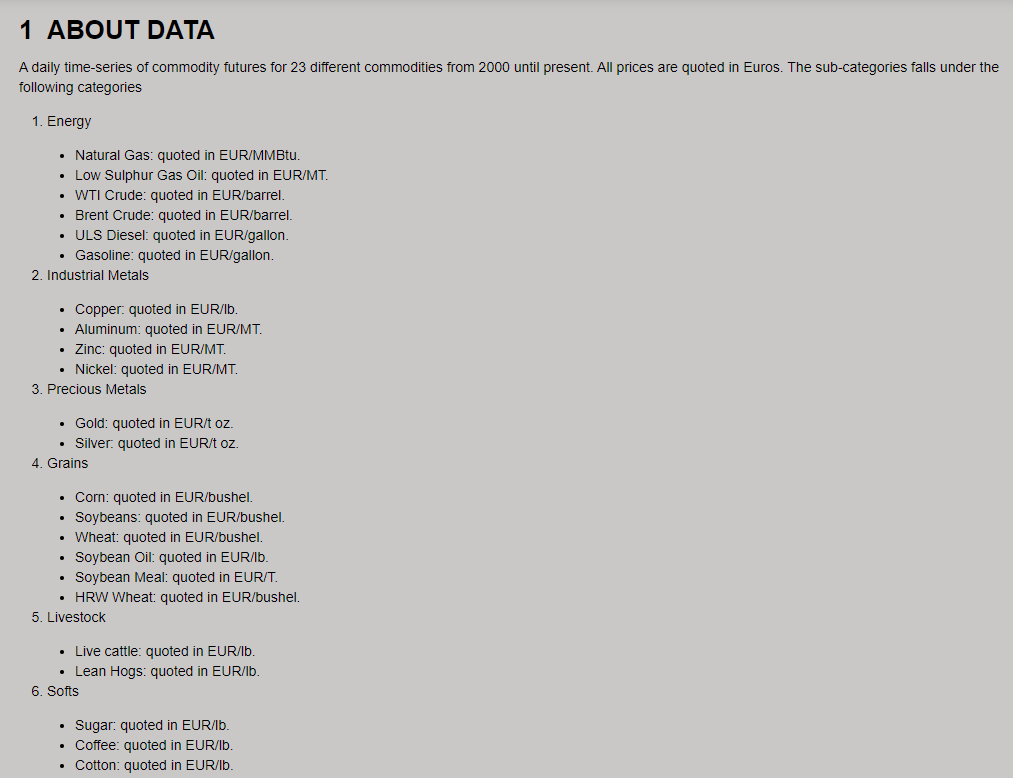 1 ABOUT DATA
A daily time-series of commodity futures for 23 different commodities from 2000 until present. All prices are quoted in Euros. The sub-categories falls under the
following categories
1. Energy
• Natural Gas: quoted in EUR/MMBtu.
• Low Sulphur Gas Oil: quoted in EUR/MT.
• WTI Crude: quoted in EUR/barrel.
• Brent Crude: quoted in EUR/barrel.
• ULS Diesel: quoted in EUR/gallon.
• Gasoline: quoted in EUR/gallon.
2. Industrial Metals
• Copper: quoted in EUR/lb.
• Aluminum: quoted in EUR/MT.
• Zinc: quoted in EUR/MT.
• Nickel: quoted in EUR/MT.
3. Precious Metals
• Gold: quoted in EUR/t oz.
• Silver: quoted in EUR/t oz.
4. Grains
• Corn: quoted in EUR/bushel.
• Soybeans: quoted in EUR/bushel.
• Wheat: quoted in EUR/bushel.
• Soybean Oil: quoted in EUR/lb.
• Soybean Meal: quoted in EUR/T.
• HRW Wheat: quoted in EUR/bushel.
5. Livestock
• Live cattle: quoted in EUR/lb.
• Lean Hogs: quoted in EUR/lb.
6. Softs
• Sugar: quoted in EUR/lb.
• Coffee: quoted in EUR/lb.
• Cotton: quoted in EUR/lb.